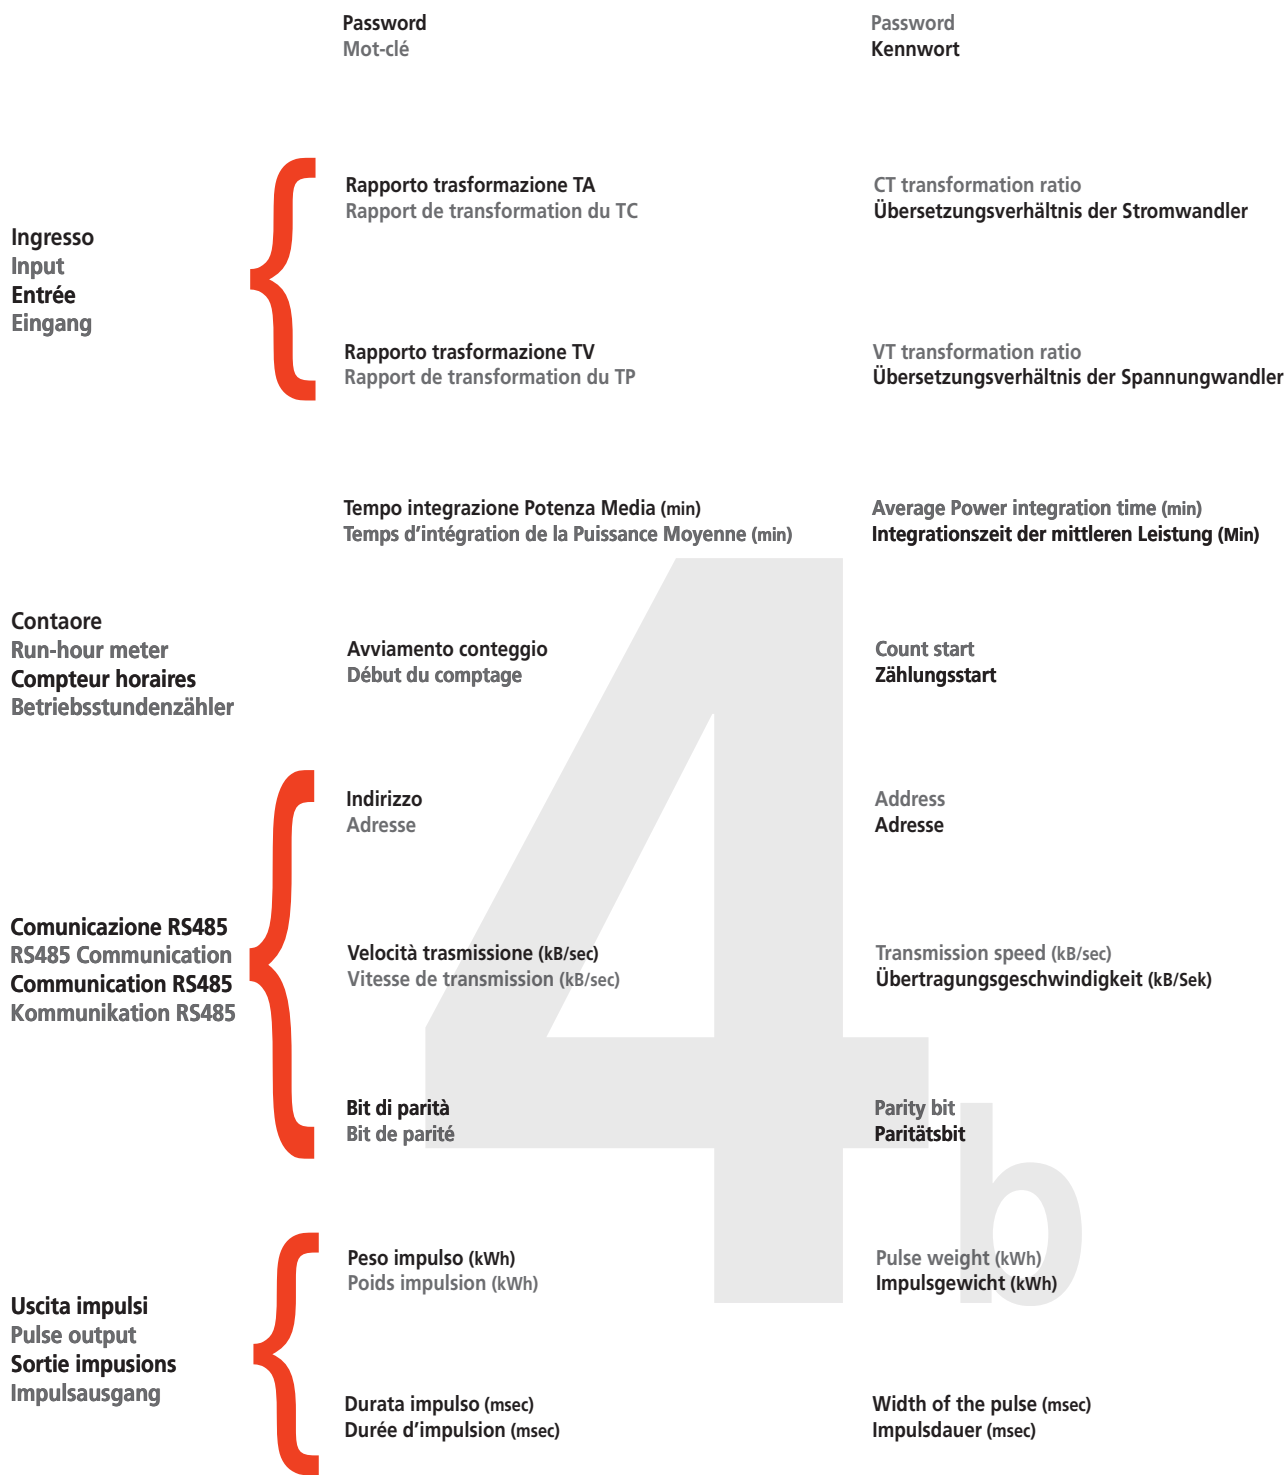 Password
Mot-clé
Password
Kennwort
Ingresso
Input
Entrée
Eingang
Rapporto trasformazione TA
Rapport de transformation du TC
CT transformation ratio
Übersetzungsverhältnis der Stromwandler
Rapporto trasformazione TV
Rapport de transformation du TP
VT transformation ratio
Übersetzungsverhältnis der Spannungwandler
Tempo integrazione Potenza Media (min)
Temps d'intégration de la Puissance Moyenne (min)
Average Power integration time (min)
Integrationszeit der mittleren Leistung (Min)
Contaore
Run-hour meter
Compteur horaires
Betriebsstundenzähler
Avviamento conteggio
Début du comptage
Count start
Zählungsstart
Comunicazione RS485
RS485 Communication
Communication RS485
Kommunikation RS485
Indirizzo
Adresse
Address
Adresse
Velocità trasmissione (kB/sec)
Vitesse de transmission (kB/sec)
Transmission speed (kB/sec)
Übertragungsgeschwindigkeit (kB/Sek)
Bit di parità
Bit de parité
Parity bit
Paritätsbit
4b
Uscita impulsi
Pulse output
Sortie impusions
Impulsausgang
Peso impulso (kWh)
Poids impulsion (kWh)
Pulse weight (kWh)
Impulsgewicht (kWh)
Durata impulso (msec)
Durée d'impulsion (msec)
Width of the pulse (msec)
Impulsdauer (msec)